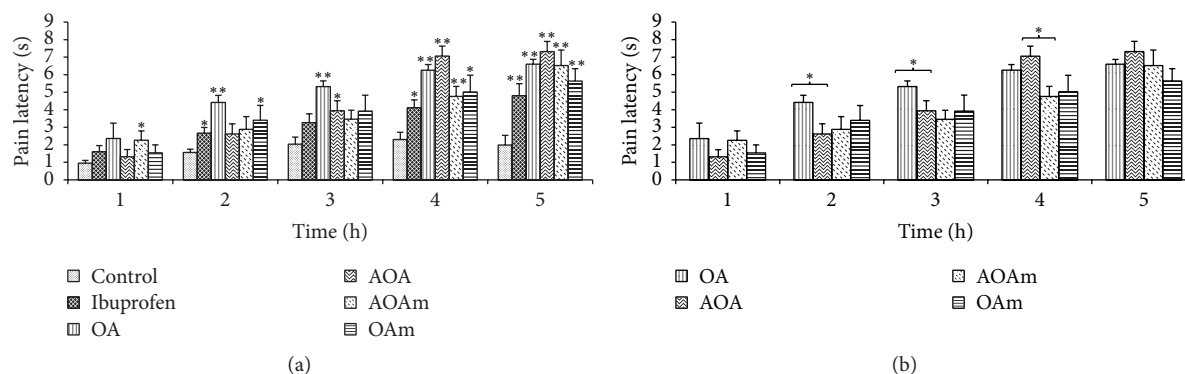 Pain latency (s)
9
8
7
6
5
4
3
2
1
0
* * * * * * * * * * * * * * * * * * * * * * * * * *
1 2 3 4 5
Time (h)
Control
Ibuprofen
OA
AOA
AOAm
OAm
(a)
Pain latency (s)
9
8
7
6
5
4
3
2
1
0
* * *
1 2 3 4 5
Time (h)
OA
AOA
AOAm
OAm
(b)